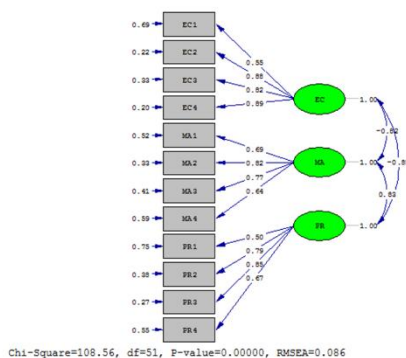 0.69 EC1
0.22 EC2
0.55
0.33 EC3
0.88
0.82
0.20 EC4
0.89
EC 1.00
0.52 MA1
0.69
0.33 MA2
0.82
MA 1.00
0.41 MA3
0.77
0.59 MA4
0.64
0.75 PR1
0.50
PR 1.00
0.38 PR2
0.79
0.27 PR3
0.85
0.67
0.55 PR4
Chi-Square=108.56, df=51, P-value=0.00000, RMSEA=0.086